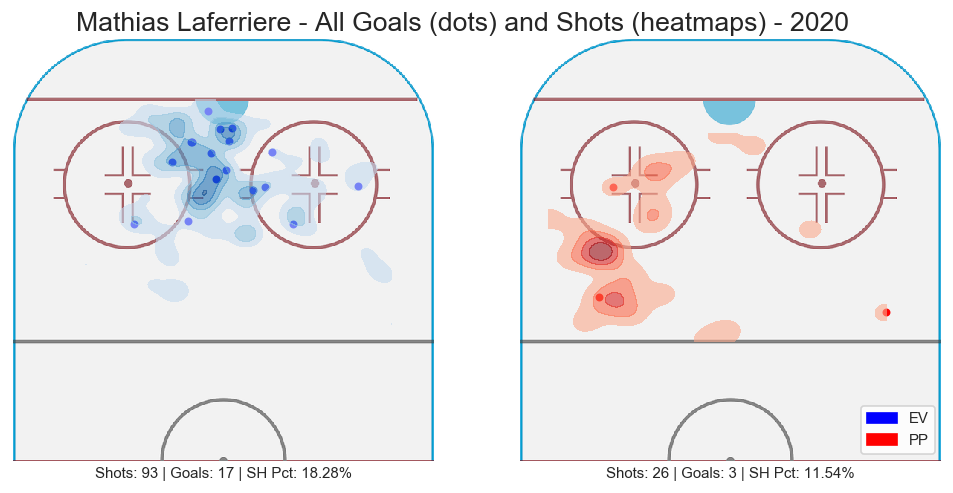 Mathias Laferriere - All Goals (dots) and Shots (heatmaps) - 2020
EV
PP
Shots: 93 | Goals: 17 | SH Pct: 18.28%
Shots: 26 | Goals: 3 | SH Pct: 11.54%